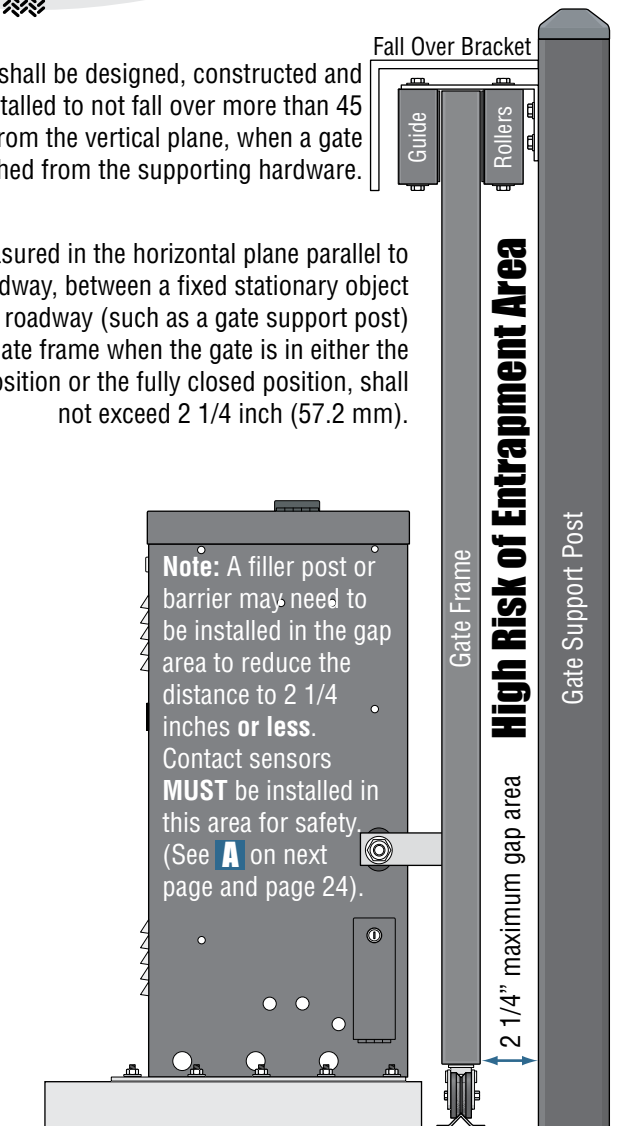 Fall Over Bracket
shall be designed, constructed and
talled to not fall over more than 45
rom the vertical plane, when a gate
hed from the supporting hardware.
Guide
Rollers
asured in the horizontal plane parallel to
dway, between a fixed stationary object
roadway (such as a gate support post)
ate frame when the gate is in either the
osition or the fully closed position, shall
not exceed 2 1/4 inch (57.2 mm).
High Risk of Entrapment Area
Gate Frame
Gate Support Post
Note: A filler post or
barrier may need to
be installed in the gap
area to reduce the
distance to 2 1/4
inches or less.
Contact sensors
MUST be installed in
this area for safety.
(See A on next
page and page 24).
2 1/4” maximum gap area